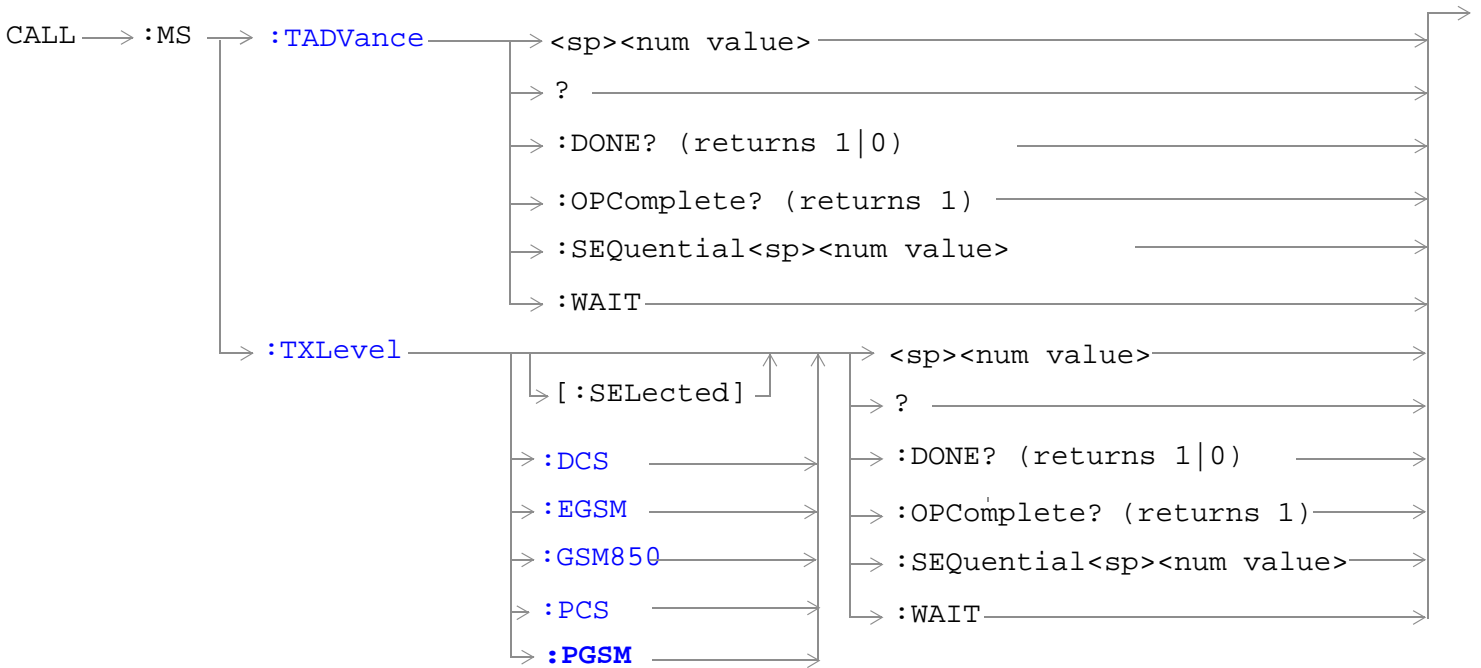 CALL :MS :TADVance <sp><num value>
?
:DONE? (returns 1|0)
:OPComplete? (returns 1)
:SEQuential<sp><num value>
:WAIT
:TXLevel <sp><num value>
[:SELected] ?
:DCS :DONE? (returns 1|0)
:EGSM :OPComplete? (returns 1)
:GSM850 :SEQuential<sp><num value>
:PCS :WAIT
:PGSM